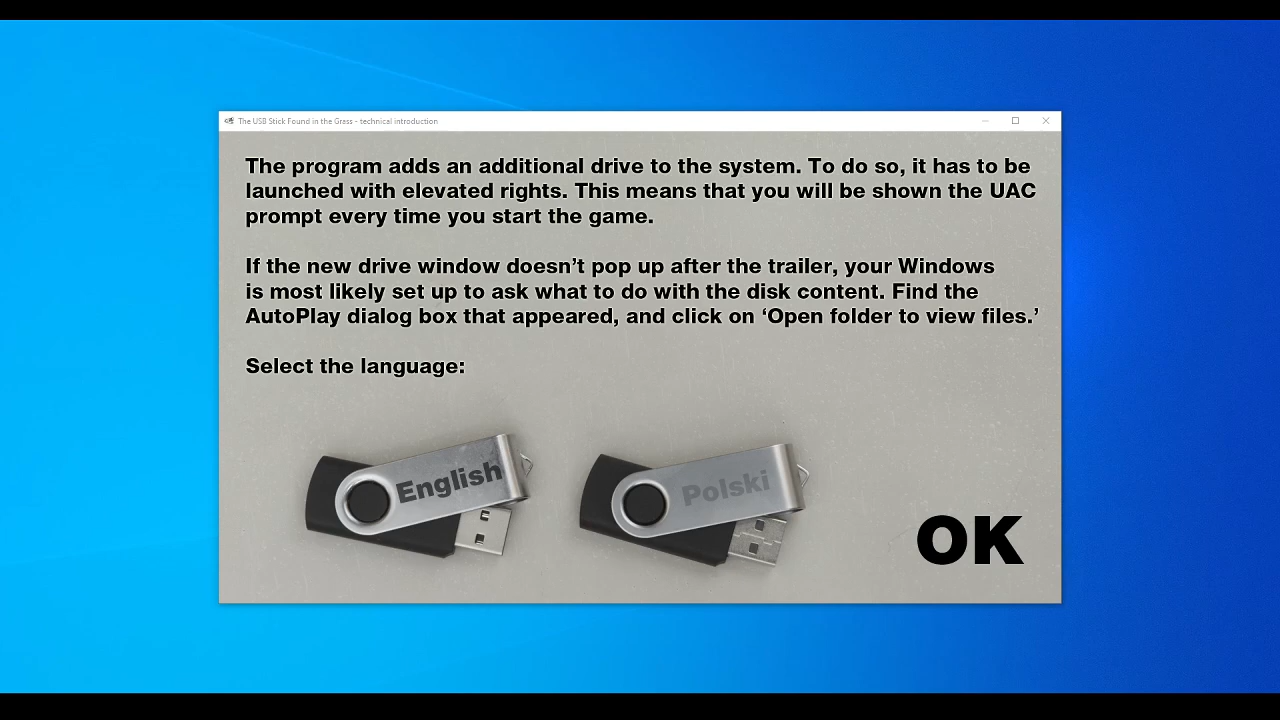 The USB Stick Found in the Grass - technical introduction
The program adds an additional drive to the system. To do so, it has to be
launched with elevated rights. This means that you will be shown the UAC
prompt every time you start the game.
If the new drive window doesn’t pop up after the trailer, your Windows
is most likely set up to ask what to do with the disk content. Find the
AutoPlay dialog box that appeared, and click on ‘Open folder to view files.’
Select the language:
English
Polski
OK